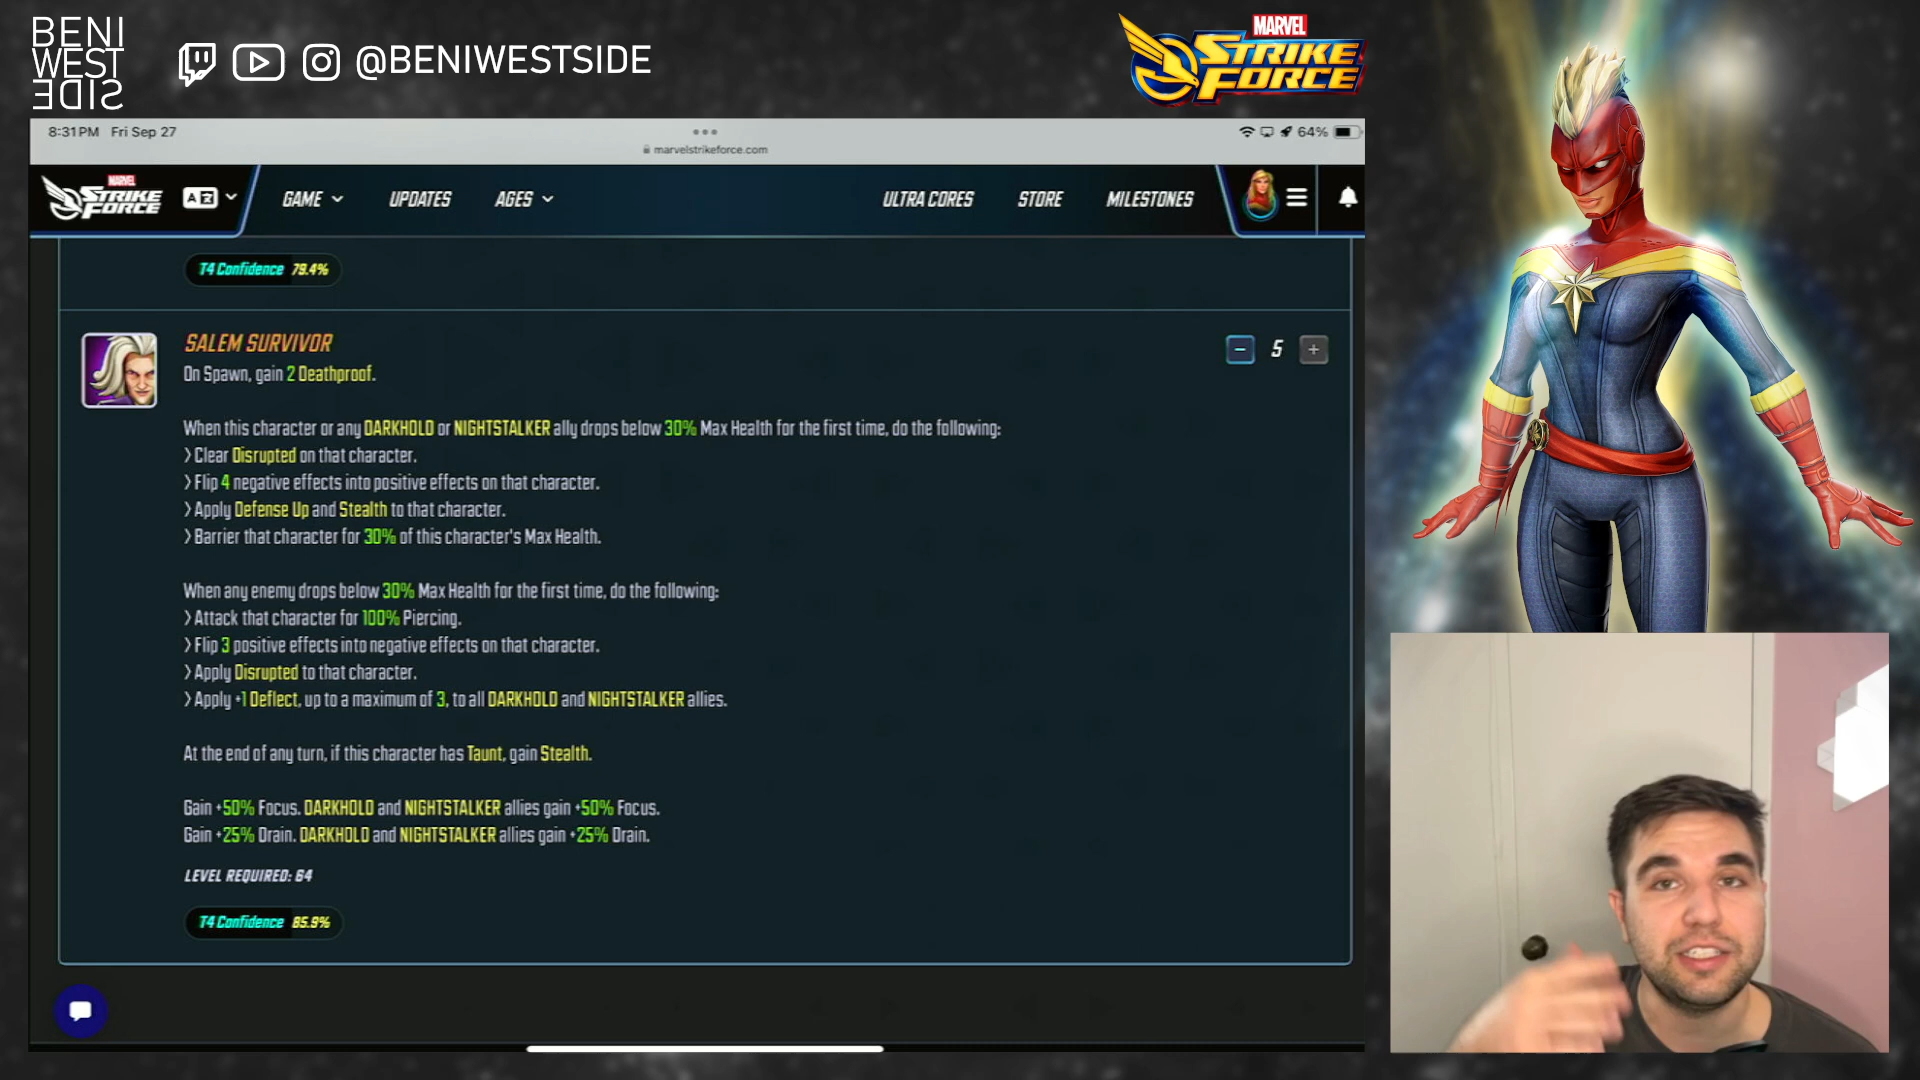 BENI
WEST
SIDE
@BENIWESTSIDE
MARVEL
STRIKE
FORCE
8:31PM Fri Sep 27
marvelstrikeforce.com
64%
MARVEL
STRIKE
FORCE
GAME
UPDATES
AGES
ULTRA CORES
STORE
MILESTONES
T4 Confidence 79.4%
SALEM SURVIVOR
5
On Spawn, gain 2 Deathproof.
When this character or any DARKHOLD or NIGHTSTALKER ally drops below 30% Max Health for the first time, do the following:
> Clear Disrupted on that character.
> Flip 4 negative effects into positive effects on that character.
> Apply Defense Up and Stealth to that character.
> Barrier that character for 30% of this character's Max Health.
When any enemy drops below 30% Max Health for the first time, do the following:
> Attack that character for 100% Piercing.
> Flip 3 positive effects into negative effects on that character.
> Apply Disrupted to that character.
> Apply +1 Deflect, up to a maximum of 3, to all DARKHOLD and NIGHTSTALKER allies.
At the end of any turn, if this character has Taunt, gain Stealth.
Gain +50% Focus. DARKHOLD and NIGHTSTALKER allies gain +50% Focus.
Gain +25% Drain. DARKHOLD and NIGHTSTALKER allies gain +25% Drain.
LEVEL REQUIRED: 64
T4 Confidence 85.9%